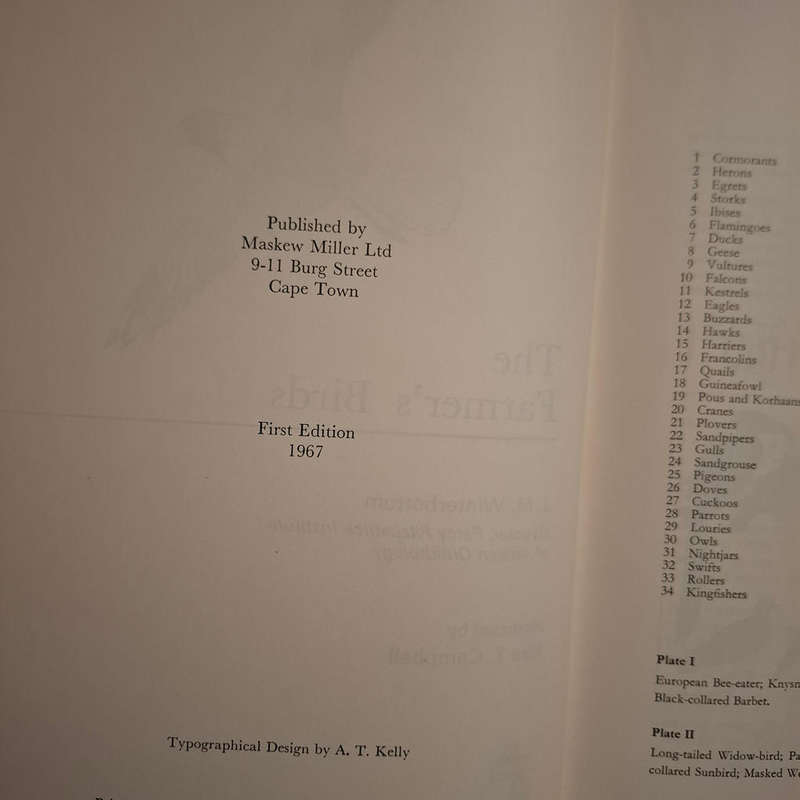 Published by
Maskew Miller Ltd
9-11 Burg Street
Cape Town
First Edition
1967
Typographical Design by A. T. Kelly
The
Farmer's Birds
J. M. Winterbottom
1 Cormorants
2 Herons
3 Egrets
4 Storks
5 Ibises
6 Flamingoes
7 Ducks
8 Geese
9 Vultures
10 Falcons
11 Kestrels
12 Eagles
13 Buzzards
14 Hawks
15 Harriers
16 Francolins
17 Quails
18 Guineafowl
19 Pous and Korhaans
20 Cranes
21 Plovers
22 Sandpipers
23 Gulls
24 Sandgrouse
25 Pigeons
26 Doves
27 Cuckoos
28 Parrots
29 Louries
30 Owls
31 Nightjars
32 Swifts
33 Rollers
34 Kingfishers
Plate I
European Bee-eater;
Black-collared Barbet.
Plate II
Long-tailed Widow-bird;
collared Sunbird; Masked